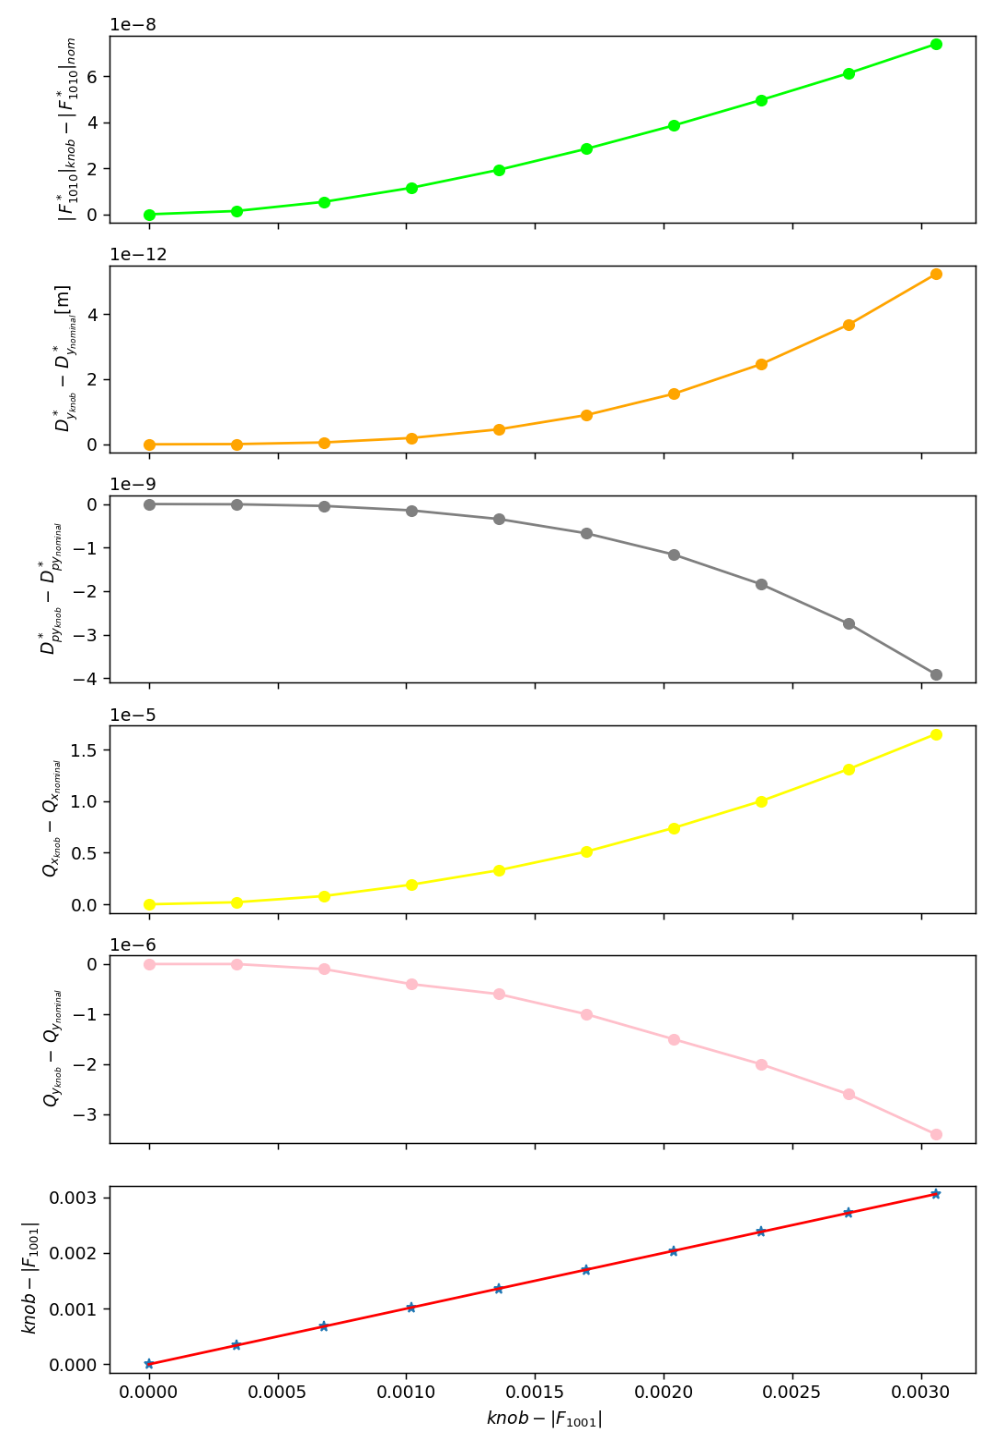 1e−8
6
4
2
0
|F*1010|knob − |F*1010|nom
1e−12
4
2
0
D*yknob − D*ynominal[m]
1e−9
0
−1
−2
−3
−4
D*pyknob − D*pynominal
1e−5
1.5
1.0
0.5
0.0
Qxknob − Qxnominal
1e−6
0
−1
−2
−3
Qyknob − Qynominal
0.003
0.002
0.001
0.000
knob − |F1001|
0.0000 0.0005 0.0010 0.0015 0.0020 0.0025 0.0030
knob − |F1001|